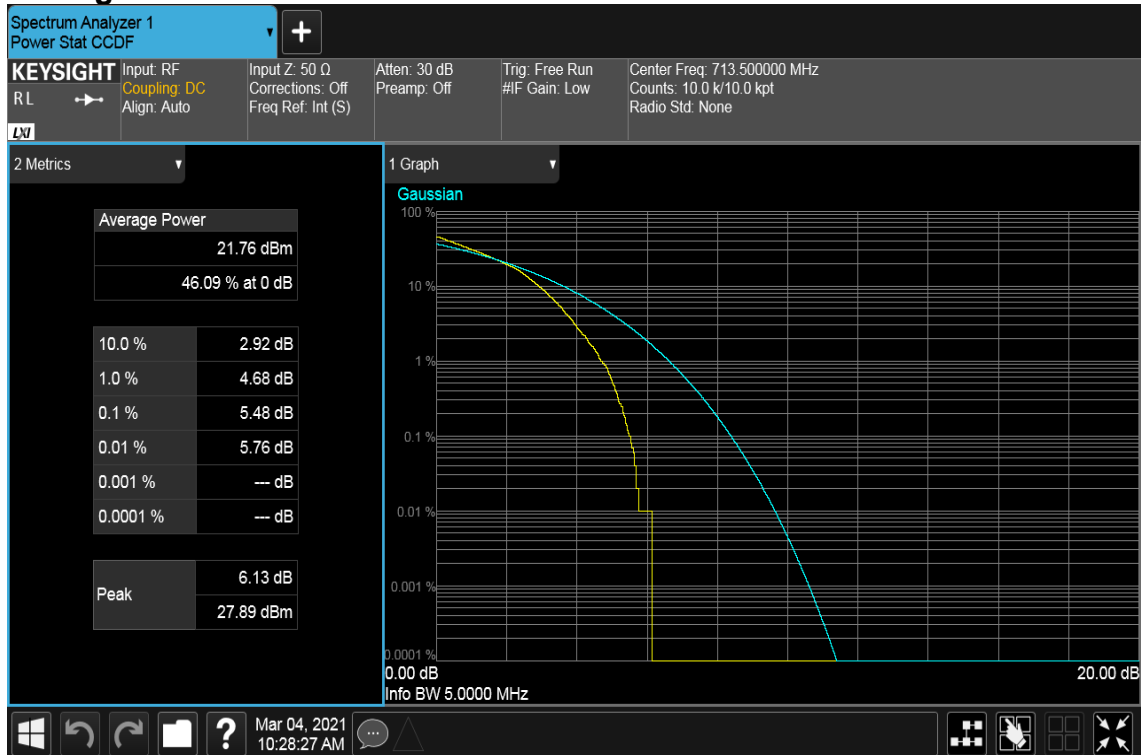 Spectrum Analyzer 1
Power Stat CCDF
+
KEYSIGHT
RL
LXI
Input: RF
Coupling: DC
Align: Auto
Input Z: 50 Ω
Corrections: Off
Freq Ref: Int (S)
Atten: 30 dB
Preamp: Off
Trig: Free Run
#IF Gain: Low
Center Freq: 713.500000 MHz
Counts: 10.0 k/10.0 kpt
Radio Std: None
2 Metrics
Average Power
21.76 dBm
46.09 % at 0 dB
10.0 % 2.92 dB
1.0 % 4.68 dB
0.1 % 5.48 dB
0.01 % 5.76 dB
0.001 % --- dB
0.0001 % --- dB
Peak
6.13 dB
27.89 dBm
1 Graph
Gaussian
100 %
10 %
1 %
0.1 %
0.01 %
0.001 %
0.0001 %
0.00 dB 20.00 dB
Info BW 5.0000 MHz
?
Mar 04, 2021
10:28:27 AM